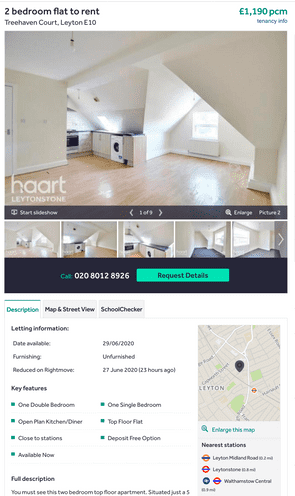 2 bedroom flat to rent
£1,190 pcm
Treehaven Court, Leyton E10
tenancy info
haart
LEYTONSTONE
Start slideshow
1 of 9
Enlarge
Picture 2
Call: 020 8012 8926
Request Details
Description
Map & Street View
SchoolChecker
Letting information:
Date available: 29/06/2020
Furnishing: Unfurnished
Reduced on Rightmove: 27 June 2020 (23 hours ago)
Key features
One Double Bedroom
One Single Bedroom
Open Plan Kitchen/Diner
Top Floor Flat
Close to stations
Deposit Free Option
Available Now
Full description
You must see this two bedroom top floor apartment. Situated just a 5
LEYTON
Enlarge this map
Nearest stations
Leyton Midland Road (0.3 mi)
Leytonstone (0.8 mi)
Walthamstow Central
(0.9 mi)